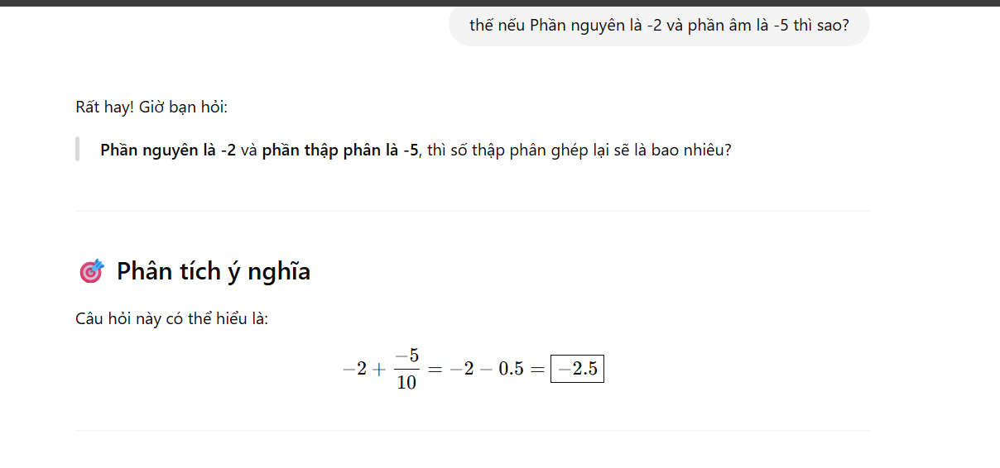 thế nếu Phần nguyên là -2 và phần âm là -5 thì sao?
Rất hay! Giờ bạn hỏi:
Phần nguyên là -2 và phần thập phân là -5, thì số thập phân ghép lại sẽ là bao nhiêu?
🎯 Phân tích ý nghĩa
Câu hỏi này có thể hiểu là:
−2 + −5/10 = −2 − 0.5 = −2.5